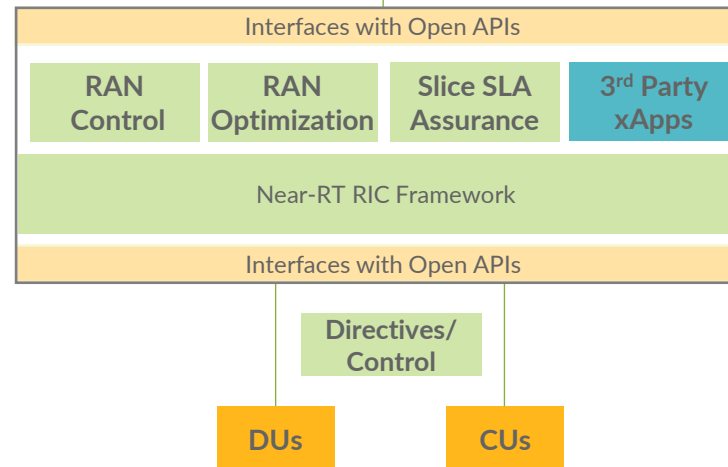 Interfaces with Open APIs
RAN
Control
RAN
Optimization
Slice SLA
Assurance
3rd Party
xApps
Near-RT RIC Framework
Interfaces with Open APIs
Directives/
Control
DUs
CUs